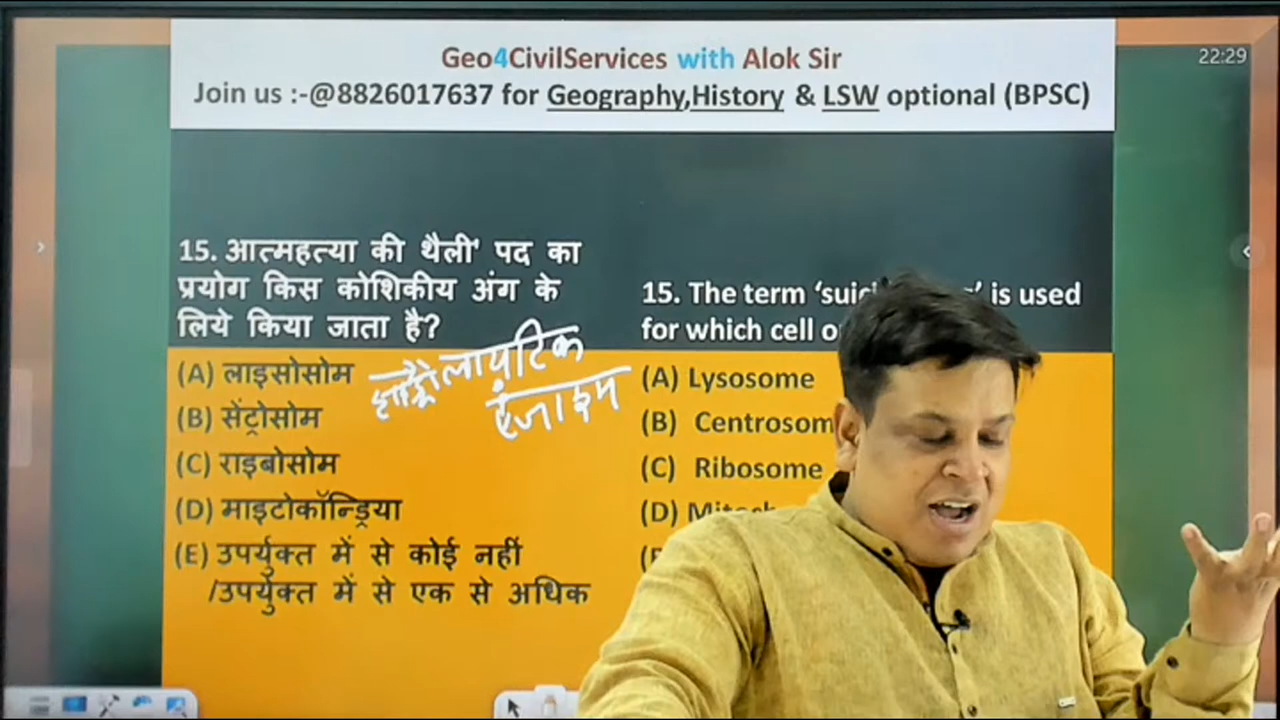 Geo4CivilServices with Alok Sir
Join us :-@8826017637 for Geography,History & LSW optional (BPSC)
22:29
15. आत्महत्या की थैली' पद का
प्रयोग किस कोशिकीय अंग के
लिये किया जाता है?
(A) लाइसोसोम
(B) सेंट्रोसोम
(C) राइबोसोम
(D) माइटोकॉन्ड्रिया
(E) उपर्युक्त में से कोई नहीं
/उपर्युक्त में से एक से अधिक
लायटिक
एंजाइम
15. The term is used
for which cell
(A) Lysosome
(B) Centrosom
(C) Ribosome
(D)